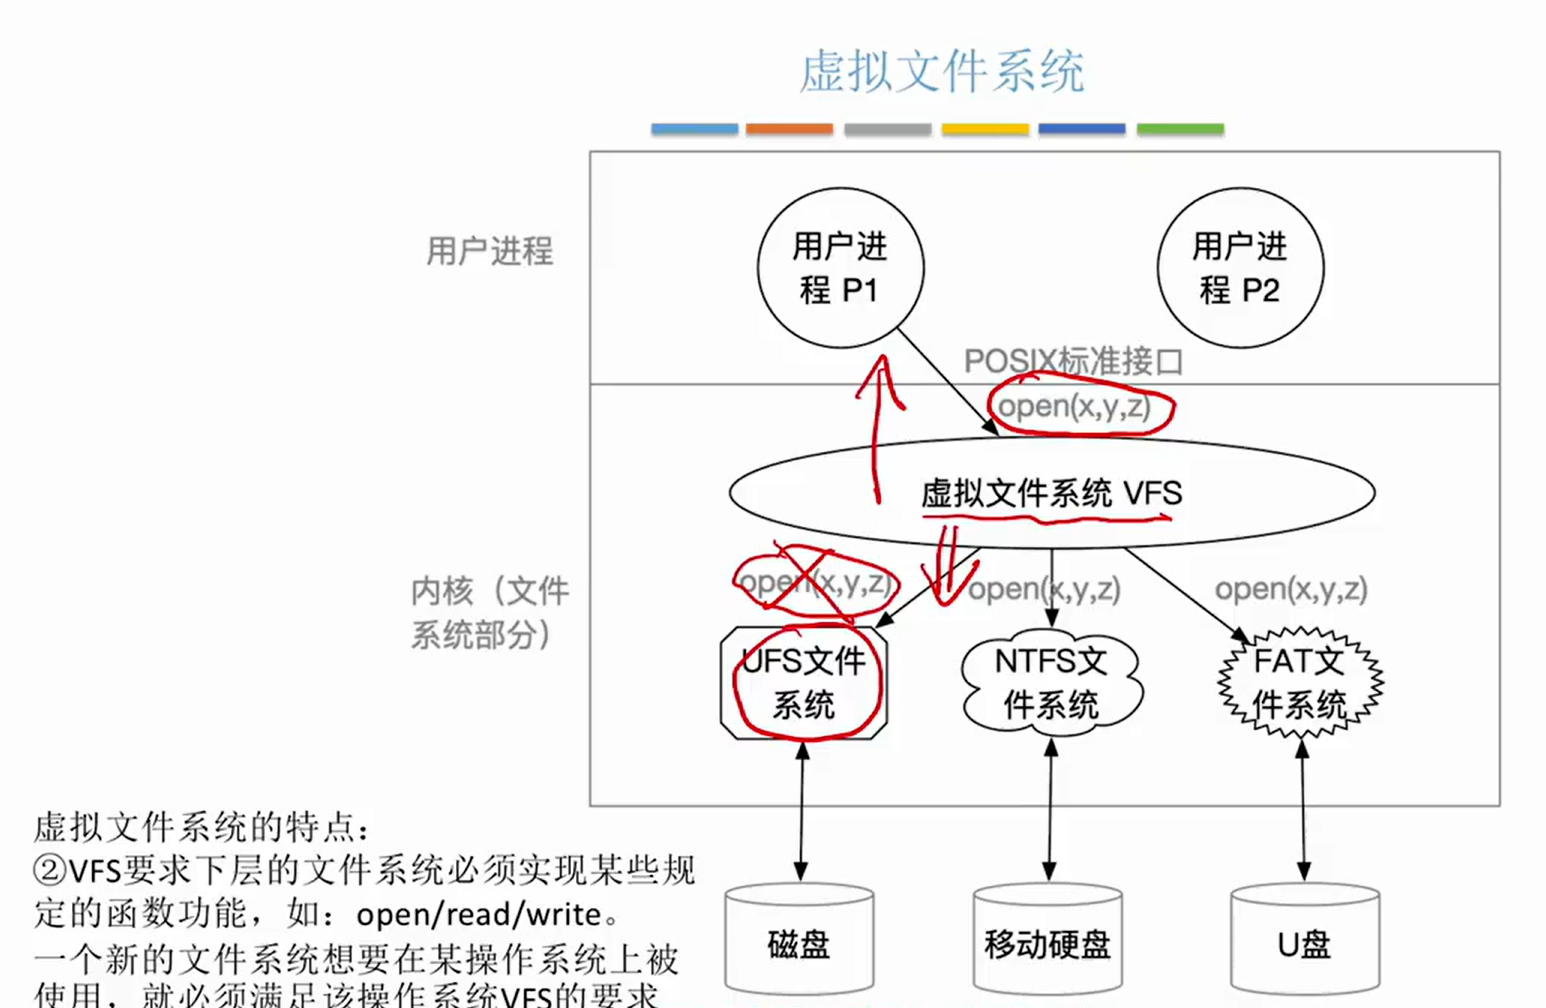 虚拟文件系统
用户进程
用户进
程 P1
用户进
程 P2
POSIX标准接口
open(x,y,z)
虚拟文件系统 VFS
内核（文件
系统部分）
open(x,y,z)
open(x,y,z)
open(x,y,z)
UFS文件
系统
NTFS文
件系统
FAT文
件系统
虚拟文件系统的特点：
②VFS要求下层的文件系统必须实现某些规
定的函数功能，如：open/read/write。
一个新的文件系统想要在某操作系统上被
使用，就必须满足该操作系统VFS的要求
磁盘
移动硬盘
U盘